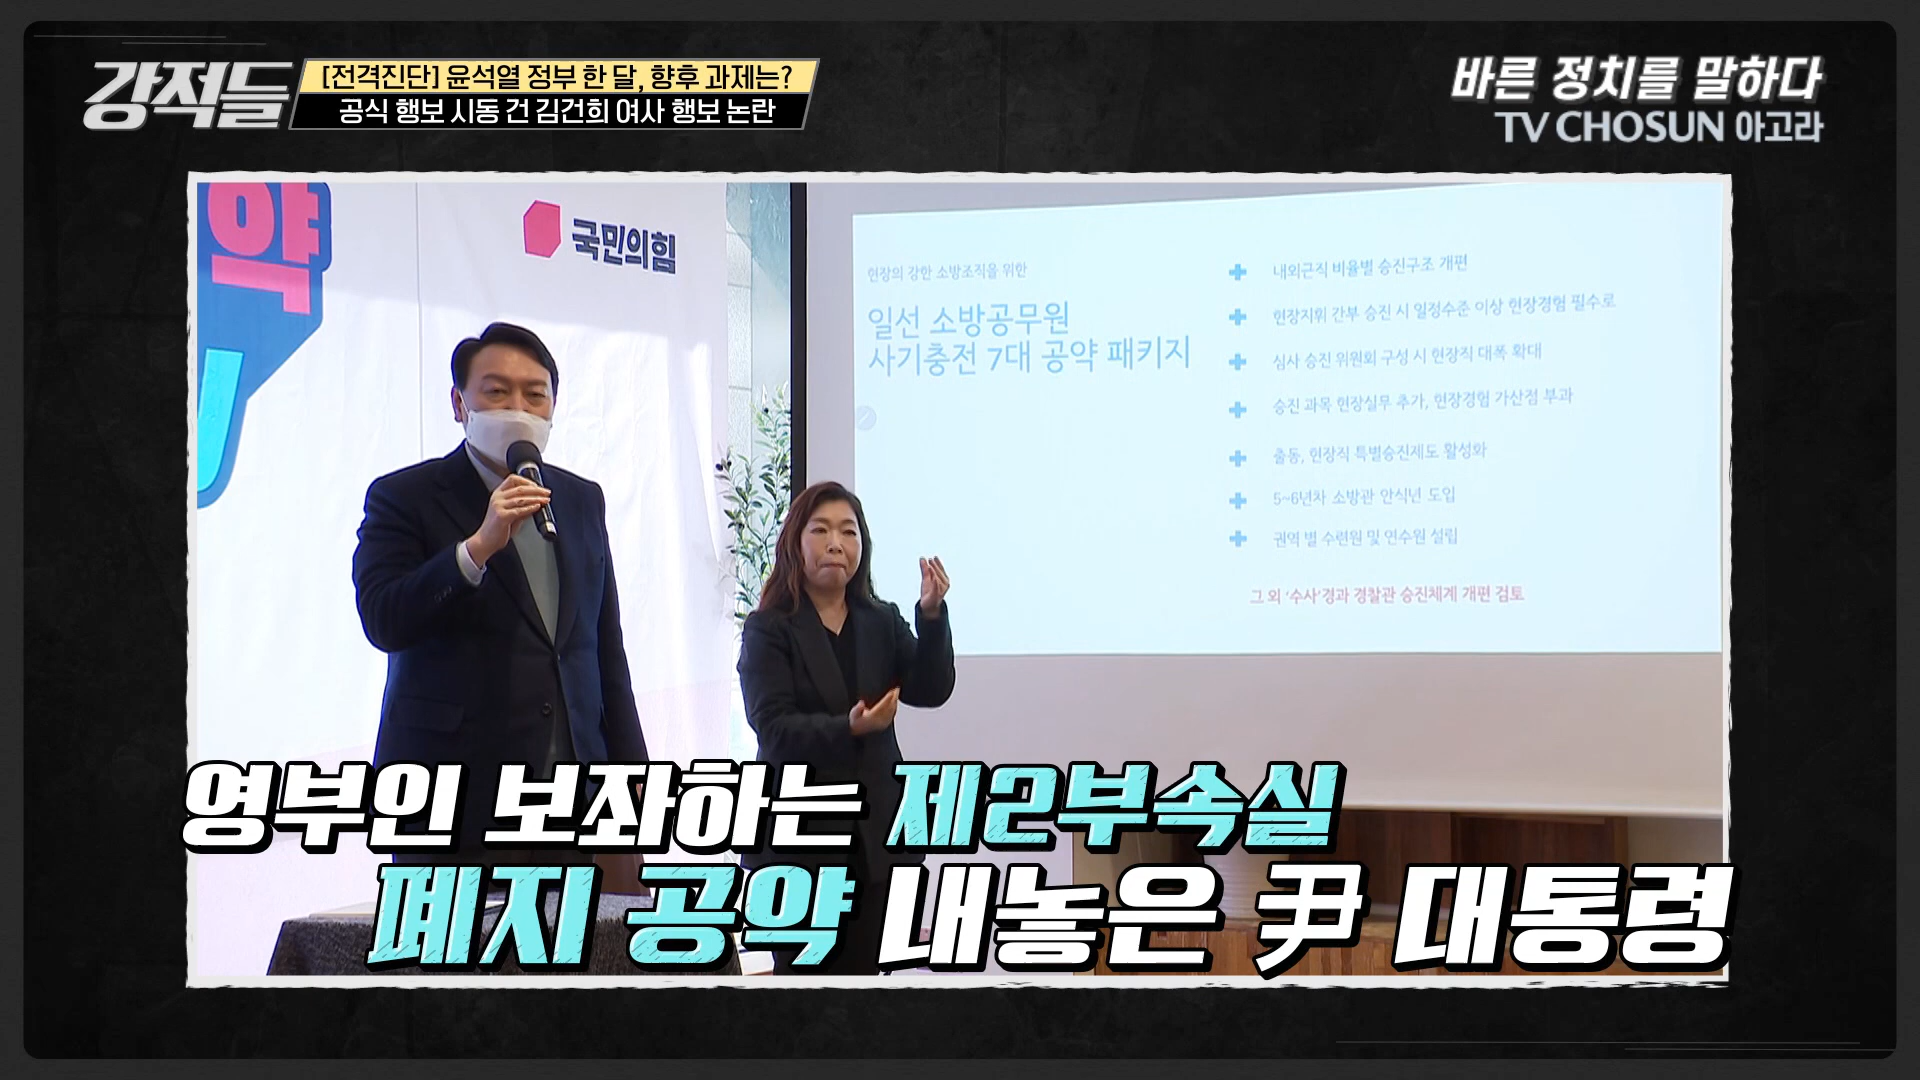 강적들
[전격진단] 윤석열 정부 한 달, 향후 과제는?
공식 행보 시동 건 김건희 여사 행보 논란
바른 정치를 말하다
TV CHOSUN 아고라
약
국민의힘
현장의 강한 소방조직을 위한
일선 소방공무원
사기충전 7대 공약 패키지
내외근직 비율별 승진구조 개편
현장지휘 간부 승진 시 일정수준 이상 현장경험 필수로
심사 승진 위원회 구성 시 현장직 대폭 확대
승진 과목 현장실무 추가, 현장경험 가산점 부과
출동, 현장직 특별승진제도 활성화
5~6년차 소방관 안식년 도입
권역 별 수련원 및 연수원 설립
그 외 '수사'경과 경찰관 승진체계 개편 검토
영부인 보좌하는 제2부속실
폐지 공약 내놓은 尹 대통령